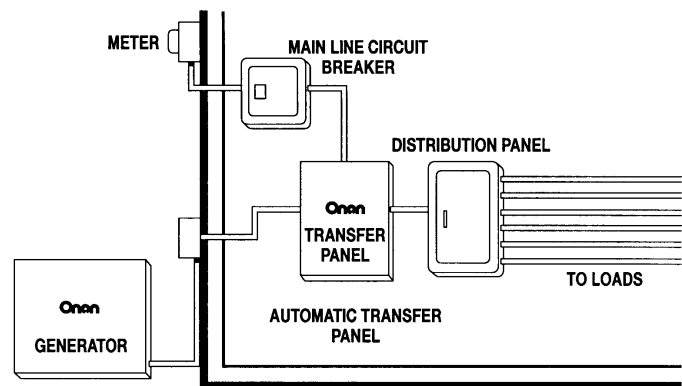 METER
MAIN LINE CIRCUIT
BREAKER
DISTRIBUTION PANEL
Onan
TRANSFER
PANEL
TO LOADS
Onan
GENERATOR
AUTOMATIC TRANSFER
PANEL